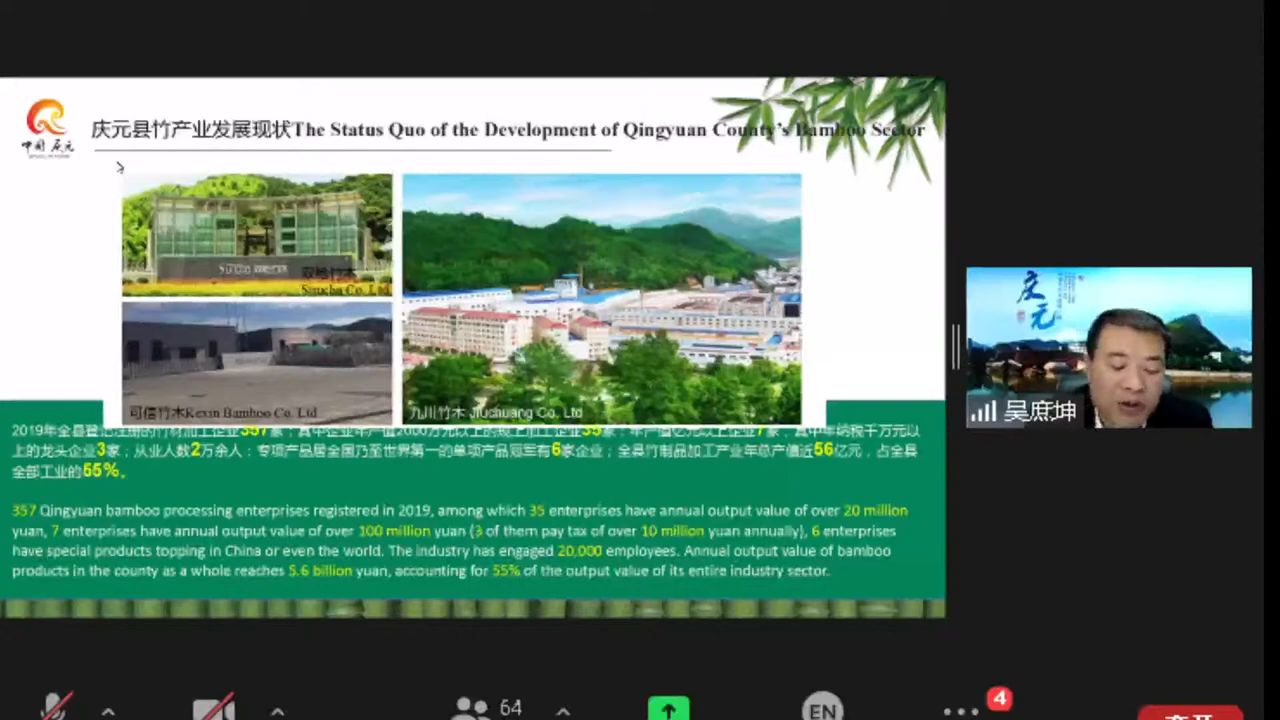 庆元县竹产业发展现状The Status Quo of the Development of Qingyuan County's Bamboo Sector
中国 庆元
双枪竹木
可信竹木Kexin Bamboo Co. Ltd
九川竹木 Jiuchuang Co. Ltd
2019年全县登记注册的竹材加工企业357家，其中企业年产值2000万元以上的规上加工企业35家，年产值亿元以上企业7家，其中年纳税千万元以
上的龙头企业3家，从业人数2万余人；专项产品居全国乃至世界第一的单项产品冠军有6家企业；全县竹制品加工产业年总产值近56亿元，占全县
全部工业的55%。
357 Qingyuan bamboo processing enterprises registered in 2019, among which 35 enterprises have annual output value of over 20 million
yuan, 7 enterprises have annual output value of over 100 million yuan (3 of them pay tax of over 10 million yuan annually), 6 enterprises
have special products topping in China or even the world. The industry has engaged 20,000 employees. Annual output value of bamboo
products in the county as a whole reaches 5.6 billion yuan, accounting for 55% of the output value of its entire industry sector.
庆元
吴庶坤
64
EN
4
离开